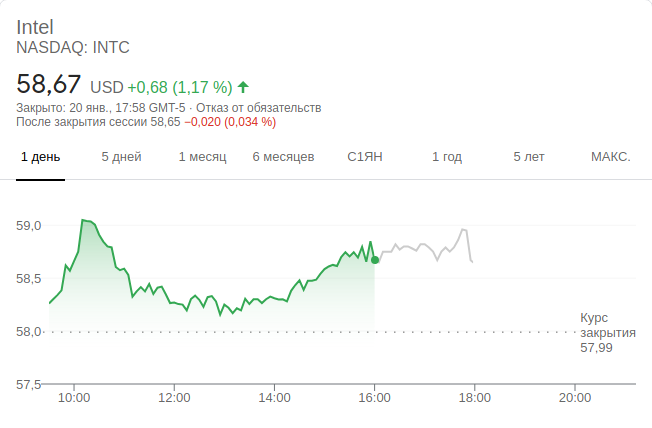 Intel
NASDAQ: INTC
58,67 USD +0,68 (1,17 %)
Закрыто: 20 янв., 17:58 GMT-5 · Отказ от обязательств
После закрытия сессии 58,65 −0,020 (0,034 %)
1 день 5 дней 1 месяц 6 месяцев С1ЯН 1 год 5 лет МАКС.
59,0
58,5
58,0
Курс
закрытия
57,99
57,5
10:00 12:00 14:00 16:00 18:00 20:00